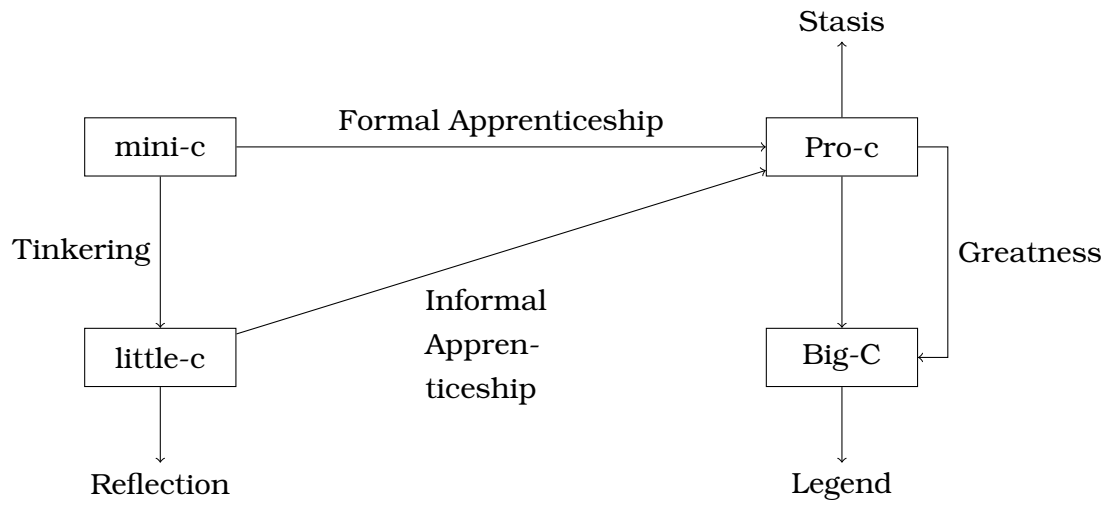 Stasis
Formal Apprenticeship
mini-c
Pro-c
Tinkering
Greatness
Informal
Appren-
ticeship
little-c
Big-C
Reflection
Legend